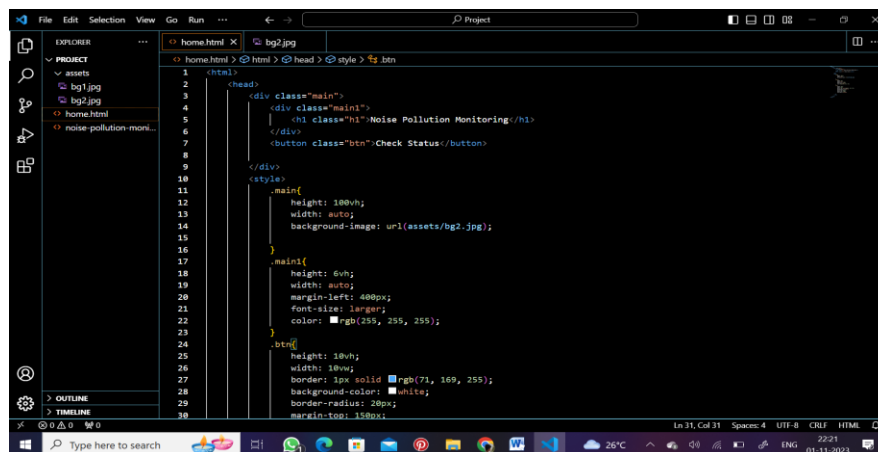 File Edit Selection View Go Run ··· ← → Project
EXPLORER ···
home.html × bg2.jpg
PROJECT
home.html > html > head > style > .btn
assets
bg1.jpg
bg2.jpg
home.html
noise-pollution-moni...
1 <html>
2 <head>
3 <div class="main">
4 <div class="main1">
5 <h1 class="h1">Noise Pollution Monitoring</h1>
6 </div>
7 <button class="btn">Check Status</button>
8
9 </div>
10 <style>
11 .main{
12 height: 100vh;
13 width: auto;
14 background-image: url(assets/bg2.jpg);
15
16 }
17 .main1{
18 height: 6vh;
19 width: auto;
20 margin-left: 400px;
21 font-size: larger;
22 color: rgb(255, 255, 255);
23 }
24 .btn{
25 height: 10vh;
26 width: 10vw;
27 border: 1px solid rgb(71, 169, 255);
28 background-color: white;
29 border-radius: 20px;
30 margin-top: 150px;
OUTLINE
TIMELINE
0 0 0 Ln 31, Col 31 Spaces: 4 UTF-8 CRLF HTML
Type here to search 26°C ENG 22:21
01-11-2023